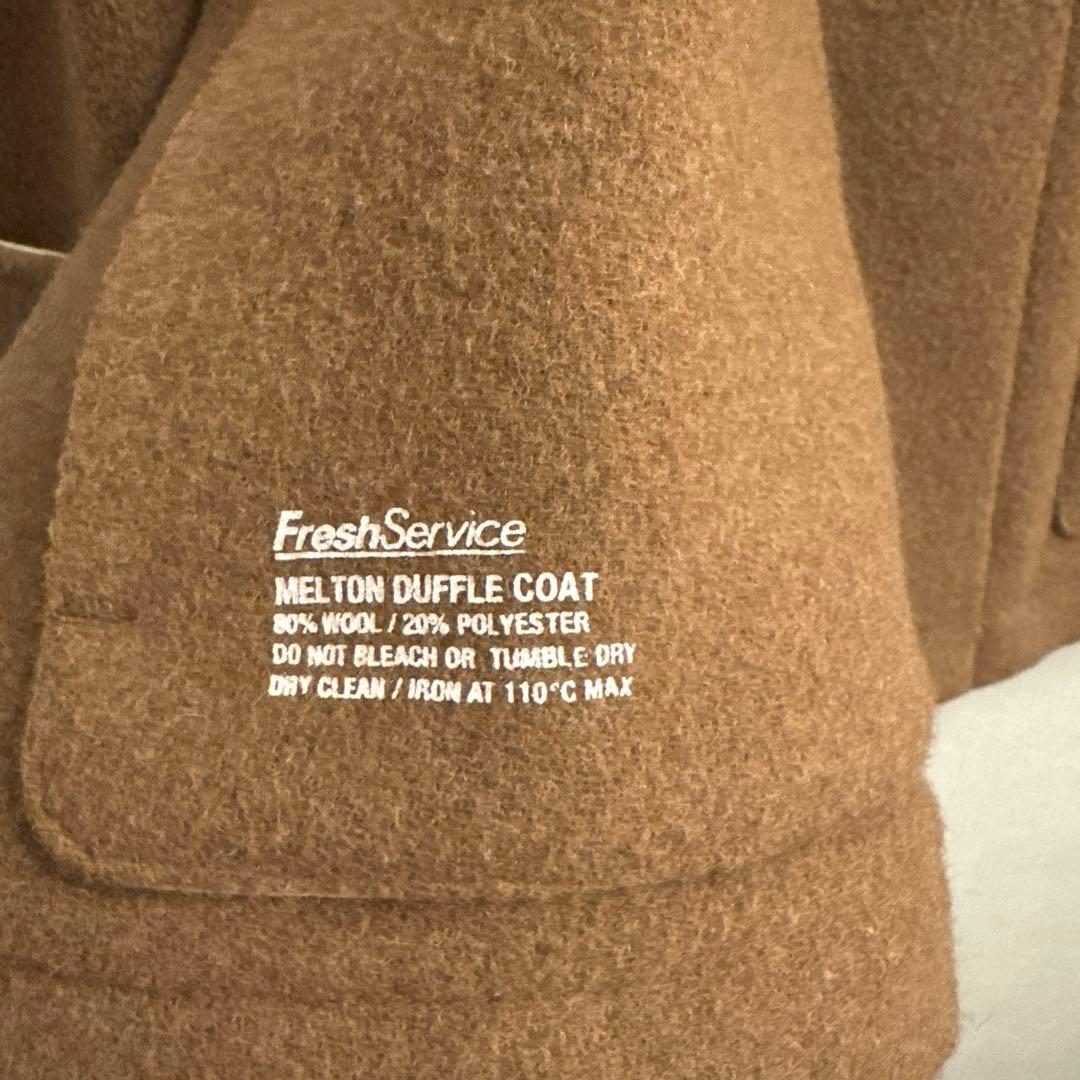 FreshService
MELTON DUFFLE COAT
80% WOOL / 20% POLYESTER
DO NOT BLEACH OR TUMBLE DRY
DRY CLEAN / IRON AT 110°C MAX